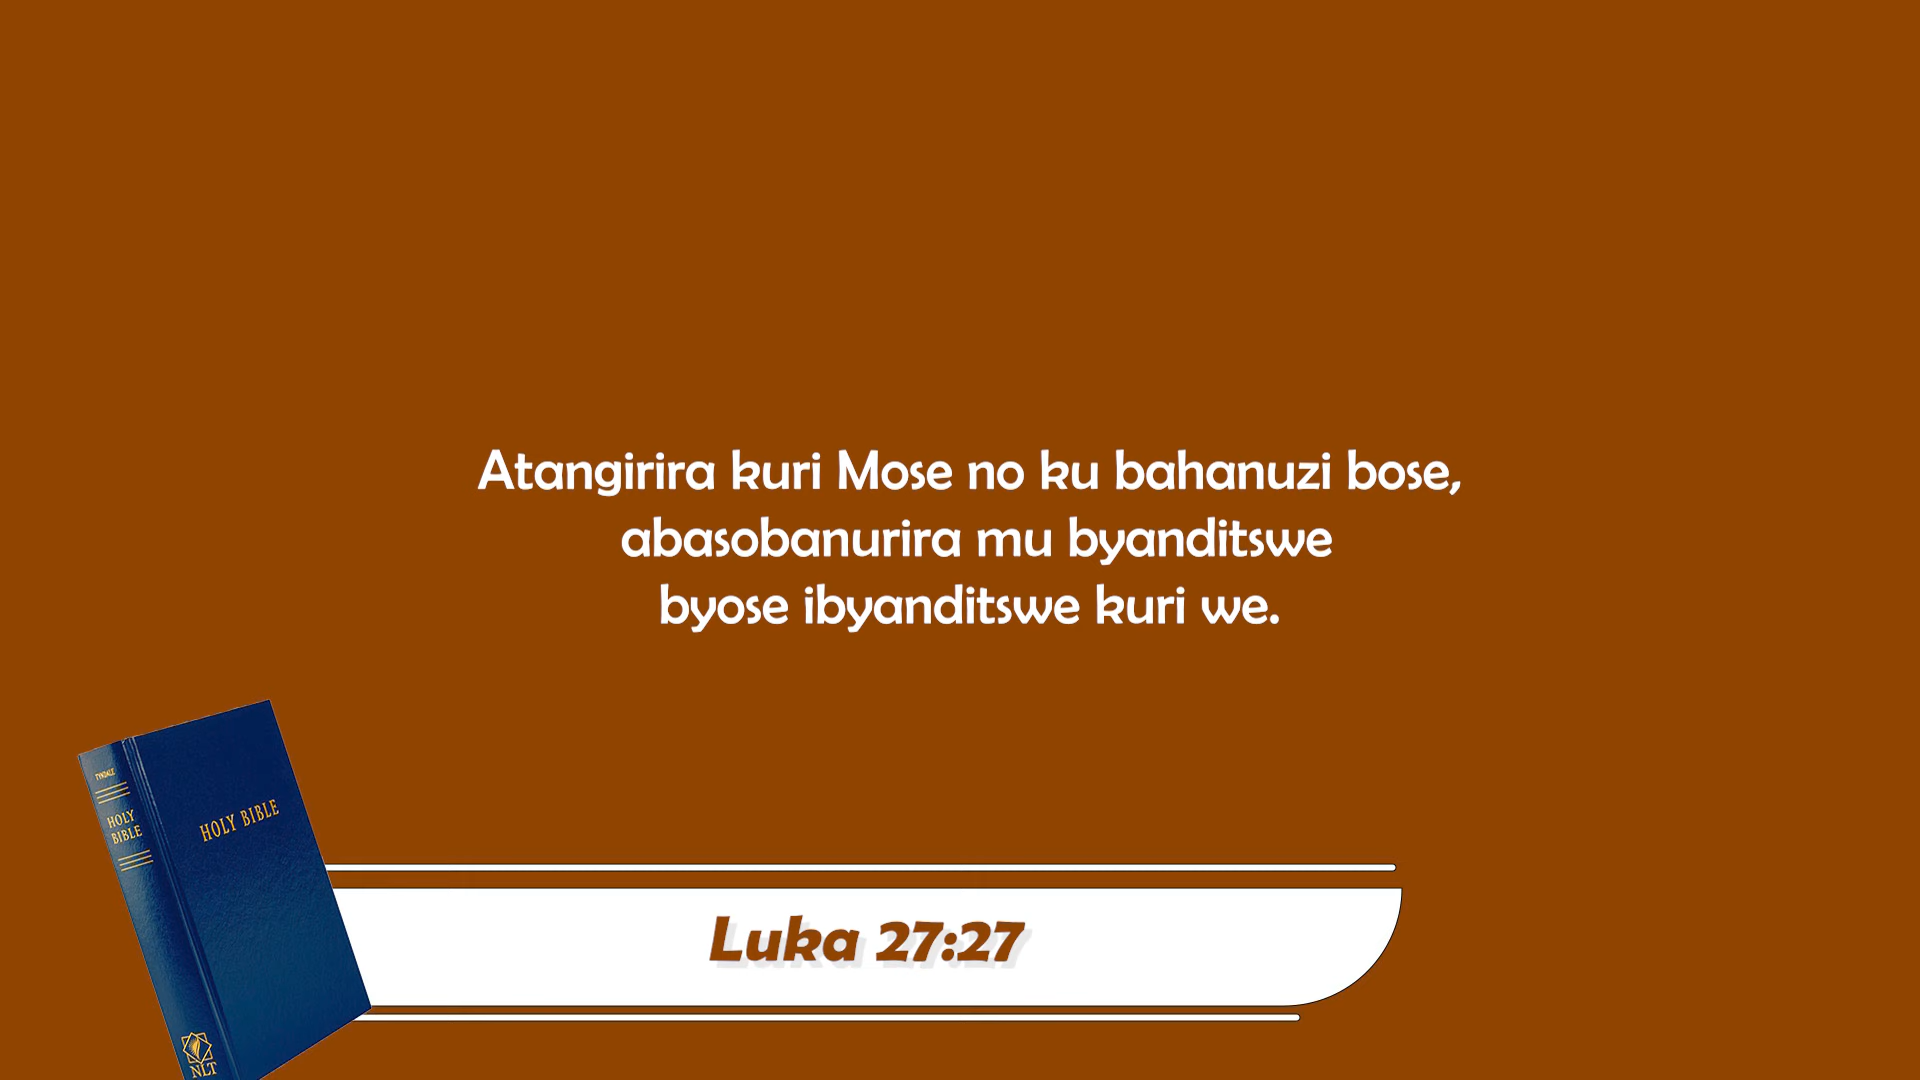 Atangirira kuri Mose no ku bahanuzi bose,
abasobanurira mu byanditswe
byose ibyanditswe kuri we.
TYNDALE
HOLY
BIBLE
HOLY BIBLE
NLT
Luka 27:27